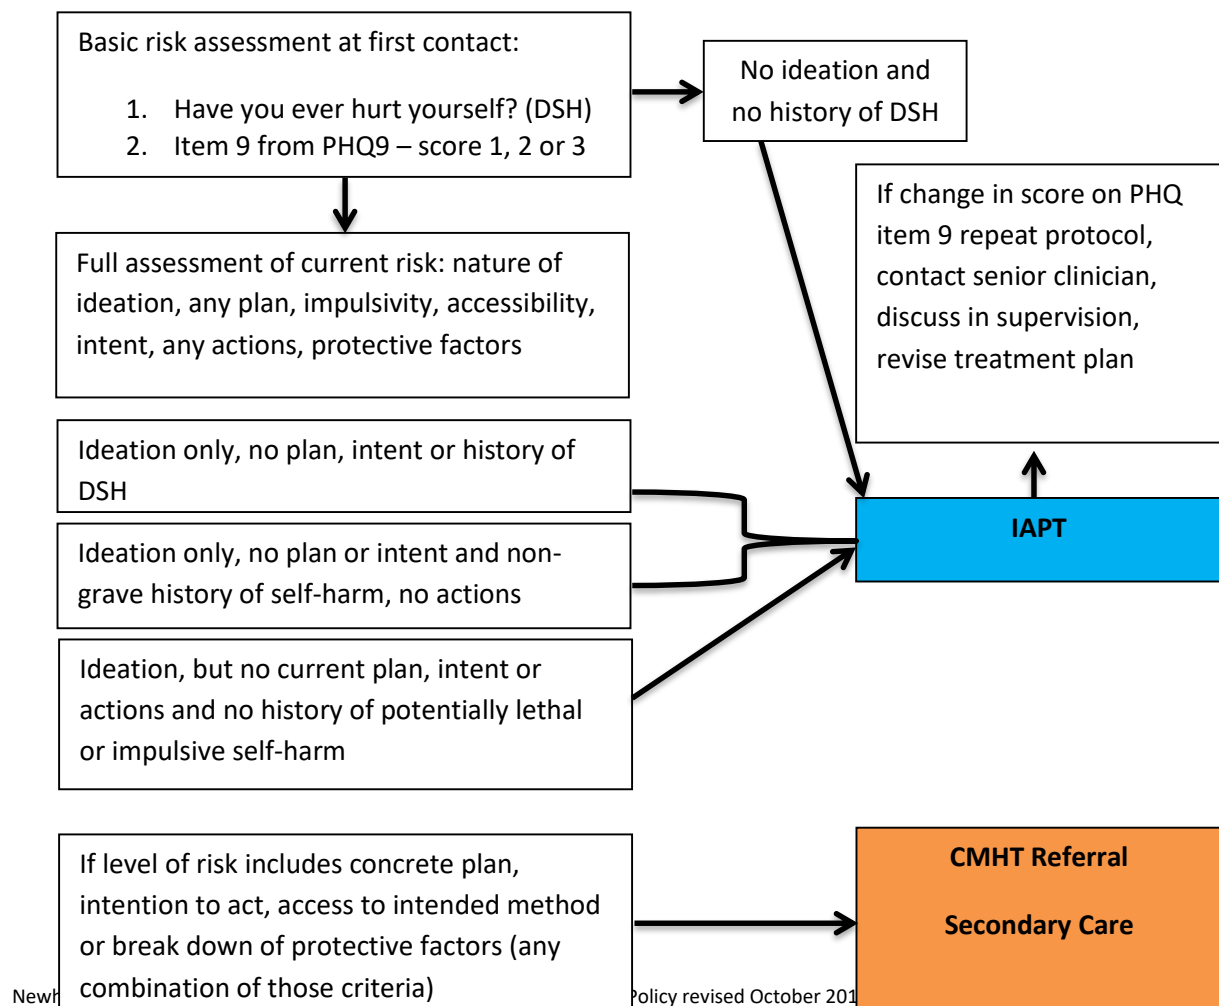 Basic risk assessment at first contact:
1. Have you ever hurt yourself? (DSH)
2. Item 9 from PHQ9 – score 1, 2 or 3
No ideation and
no history of DSH
If change in score on PHQ
item 9 repeat protocol,
contact senior clinician,
discuss in supervision,
revise treatment plan
Full assessment of current risk: nature of
ideation, any plan, impulsivity, accessibility,
intent, any actions, protective factors
Ideation only, no plan, intent or history of
DSH
Ideation only, no plan or intent and non-
grave history of self-harm, no actions
IAPT
Ideation, but no current plan, intent or
actions and no history of potentially lethal
or impulsive self-harm
If level of risk includes concrete plan,
intention to act, access to intended method
or break down of protective factors (any
combination of those criteria)
CMHT Referral
Secondary Care
Policy revised October 201